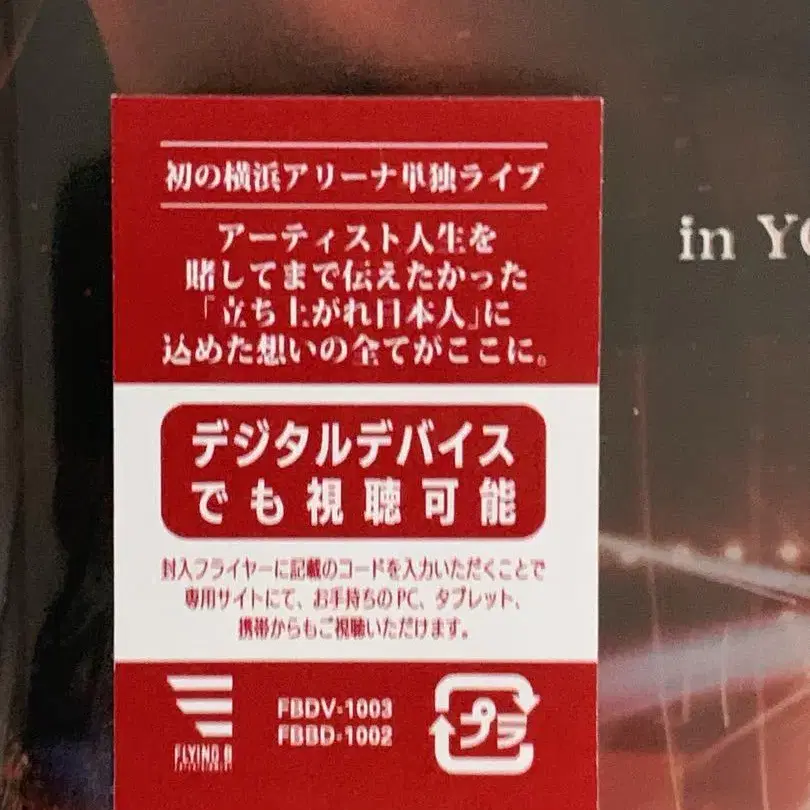 初の横浜アリーナ単独ライブ
アーティスト人生を
賭してまで伝えたかった
「立ち上がれ日本人」に
込めた想いの全てがここに。
in YO
デジタルデバイス
でも視聴可能
封入フライヤーに記載のコードを入力いただくことで
専用サイトにて、お手持ちのPC、タブレット、
携帯からもご視聴いただけます。
FLYING B
FBDV-1003
FBBD-1002
プラ